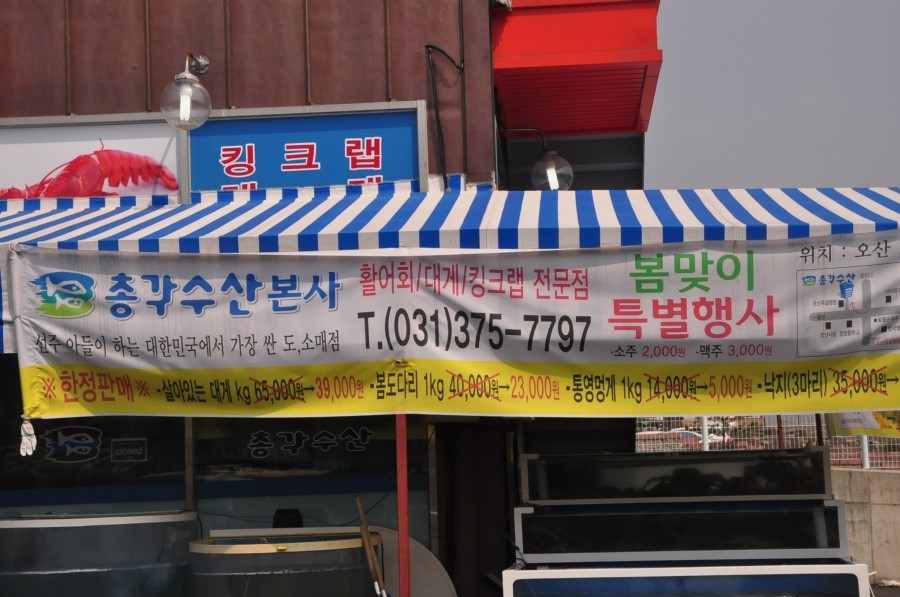 킹크랩
총각수산본사
선주 아들이 하는 대한민국에서 가장 싼 도,소매점
활어회/대게/킹크랩 전문점
T.(031)375-7797
봄맞이
특별행사
·소주 2,000원 ·맥주 3,000원
위치 : 오산
총각수산
※한정판매※ -살아있는 대게 kg 65,000원→39,000원 -봄도다리 1kg 40,000원→23,000원 -통영멍게 1kg 14,000원→5,000원 -낙지(3마리) 35,000원→
총각수산
closed